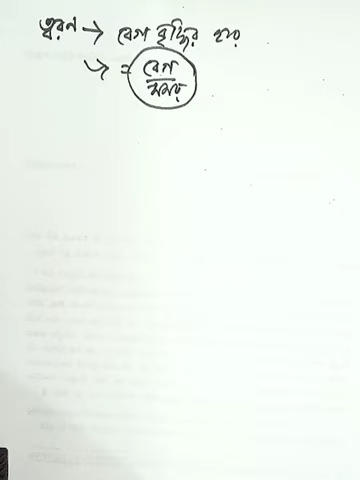 ত্বরণ → বেগ বৃদ্ধির হার
↳ = বেগ
সময়